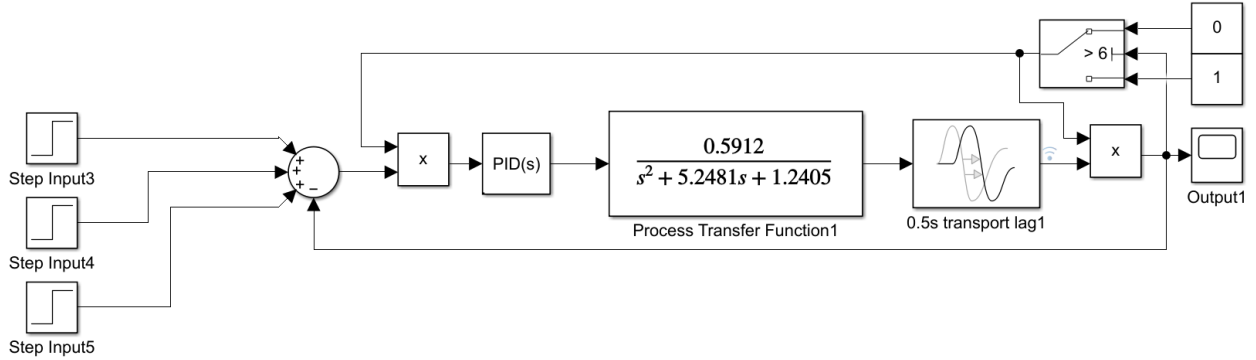 0
> 6
1
Step Input3
+
+
+ −
x
PID(s)
0.5912
s² + 5.2481s + 1.2405
Process Transfer Function1
0.5s transport lag1
x
Output1
Step Input4
Step Input5